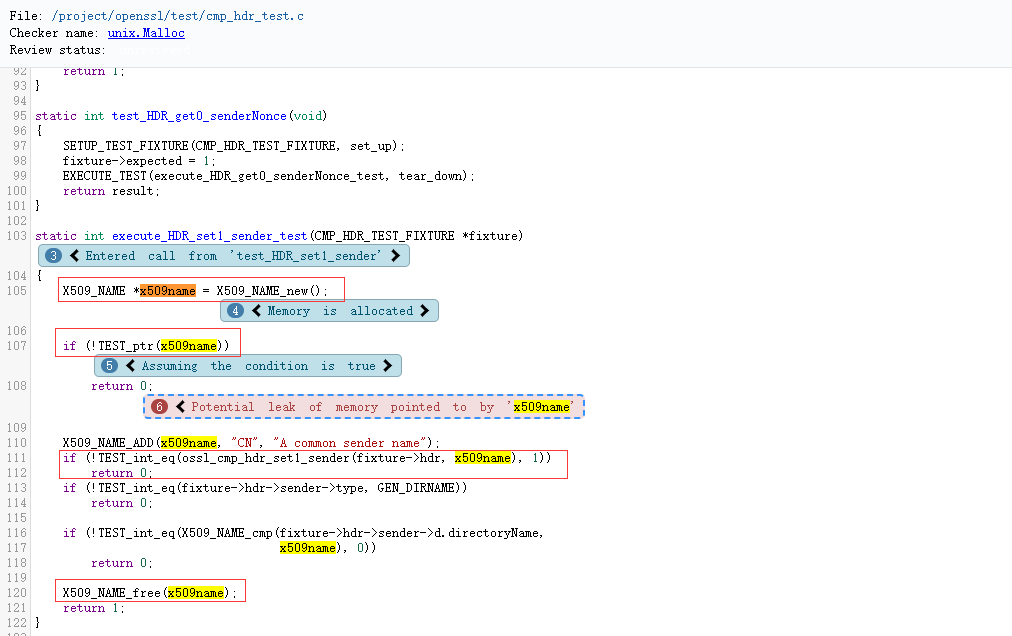 File: /project/openssl/test/cmp_hdr_test.c
Checker name: unix.Malloc
Review status:
92 return 1;
93 }
94
95 static int test_HDR_get0_senderNonce(void)
96 {
97 SETUP_TEST_FIXTURE(CMP_HDR_TEST_FIXTURE, set_up);
98 fixture->expected = 1;
99 EXECUTE_TEST(execute_HDR_get0_senderNonce_test, tear_down);
100 return result;
101 }
102
103 static int execute_HDR_set1_sender_test(CMP_HDR_TEST_FIXTURE *fixture)
3 Entered call from 'test_HDR_set1_sender'
104 {
105 X509_NAME *x509name = X509_NAME_new();
4 Memory is allocated
106
107 if (!TEST_ptr(x509name))
5 Assuming the condition is true
108 return 0;
6 Potential leak of memory pointed to by 'x509name'
109
110 X509_NAME_ADD(x509name, "CN", "A common sender name");
111 if (!TEST_int_eq(ossl_cmp_hdr_set1_sender(fixture->hdr, x509name), 1))
112 return 0;
113 if (!TEST_int_eq(fixture->hdr->sender->type, GEN_DIRNAME))
114 return 0;
115
116 if (!TEST_int_eq(X509_NAME_cmp(fixture->hdr->sender->d.directoryName,
117 x509name), 0))
118 return 0;
119
120 X509_NAME_free(x509name);
121 return 1;
122 }